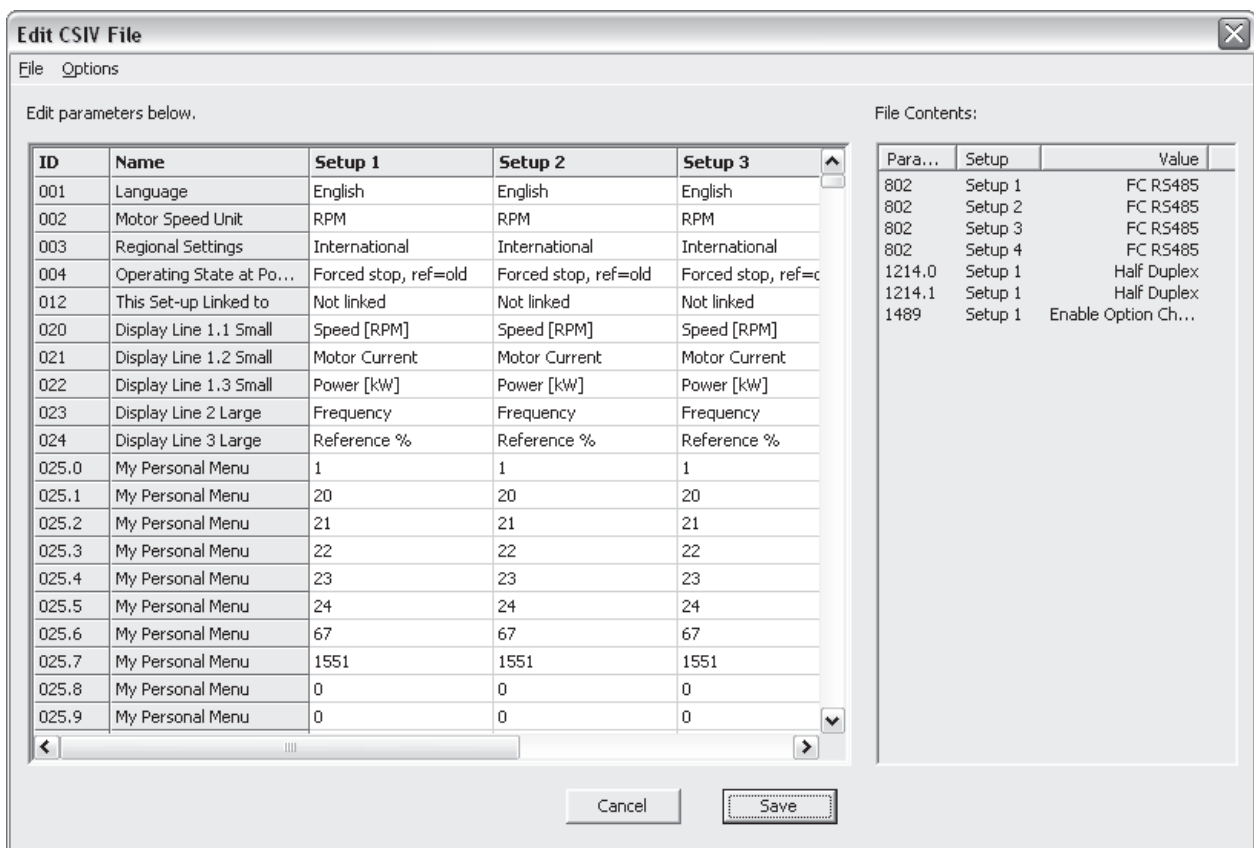 Edit CSIV File
File Options
Edit parameters below.
ID Name Setup 1 Setup 2 Setup 3
001 Language English English English
002 Motor Speed Unit RPM RPM RPM
003 Regional Settings International International International
004 Operating State at Po... Forced stop, ref=old Forced stop, ref=old Forced stop, ref=
012 This Set-up Linked to Not linked Not linked Not linked
020 Display Line 1.1 Small Speed [RPM] Speed [RPM] Speed [RPM]
021 Display Line 1.2 Small Motor Current Motor Current Motor Current
022 Display Line 1.3 Small Power [kW] Power [kW] Power [kW]
023 Display Line 2 Large Frequency Frequency Frequency
024 Display Line 3 Large Reference % Reference % Reference %
025.0 My Personal Menu 1 1 1
025.1 My Personal Menu 20 20 20
025.2 My Personal Menu 21 21 21
025.3 My Personal Menu 22 22 22
025.4 My Personal Menu 23 23 23
025.5 My Personal Menu 24 24 24
025.6 My Personal Menu 67 67 67
025.7 My Personal Menu 1551 1551 1551
025.8 My Personal Menu 0 0 0
025.9 My Personal Menu 0 0 0
File Contents:
Para... Setup Value
802 Setup 1 FC RS485
802 Setup 2 FC RS485
802 Setup 3 FC RS485
802 Setup 4 FC RS485
1214.0 Setup 1 Half Duplex
1214.1 Setup 1 Half Duplex
1489 Setup 1 Enable Option Ch...
Cancel Save